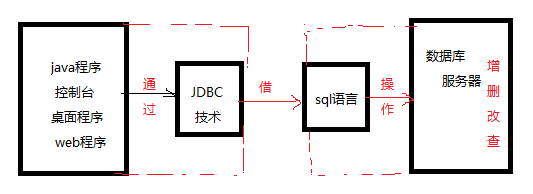 java程序
控制台
桌面程序
web程序
通过
JDBC
技术
借
sql语言
操作
数据库
服务器
增删改查